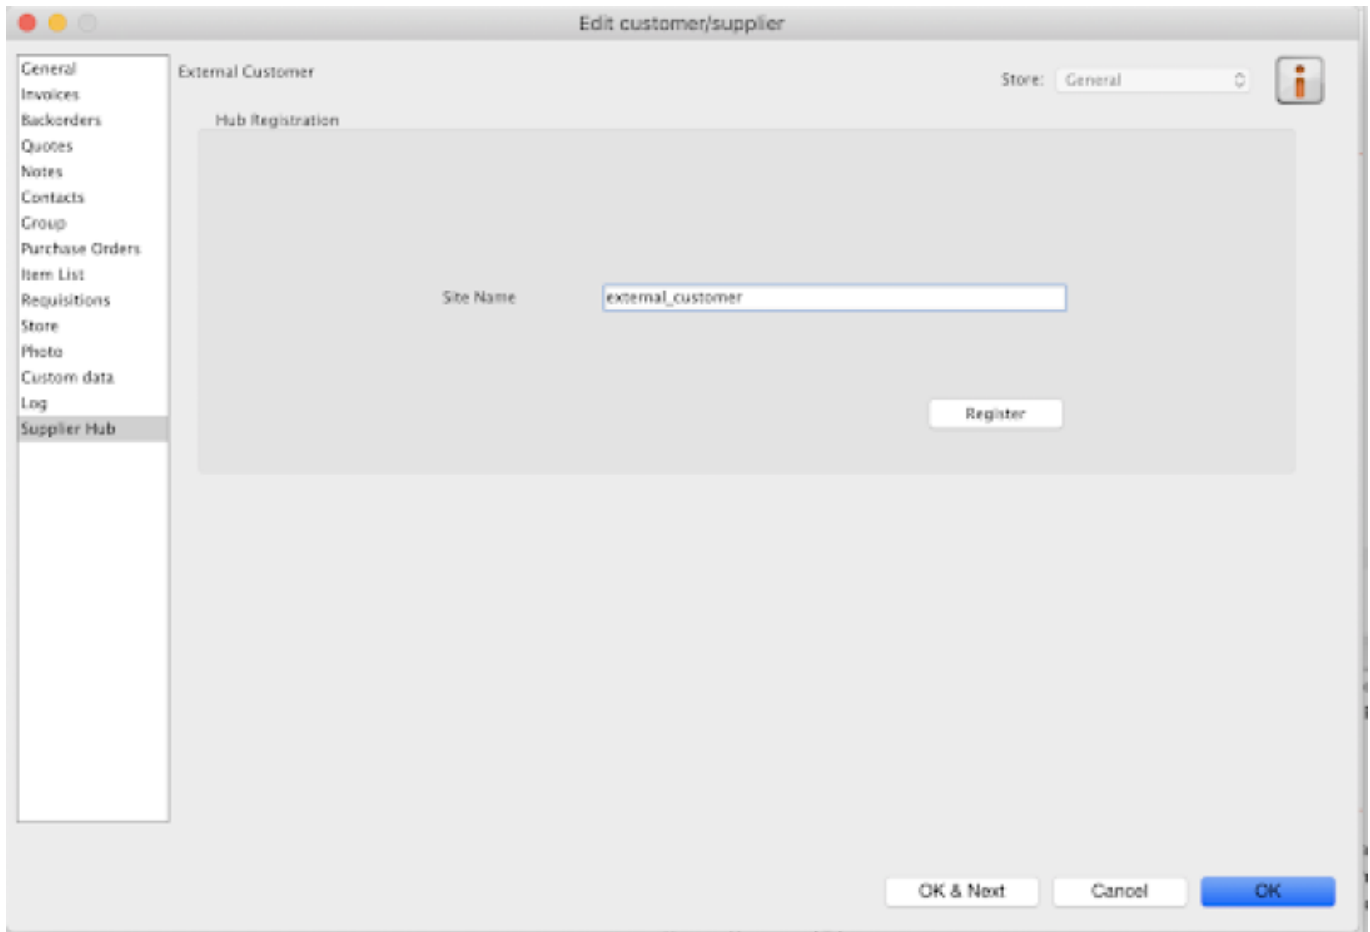 Edit customer/supplier
General
Invoices
Backorders
Quotes
Notes
Contacts
Group
Purchase Orders
Item List
Requisitions
Store
Photo
Custom data
Log
Supplier Hub
External Customer
Store: General
Hub Registration
Site Name external_customer
Register
OK & Next Cancel OK